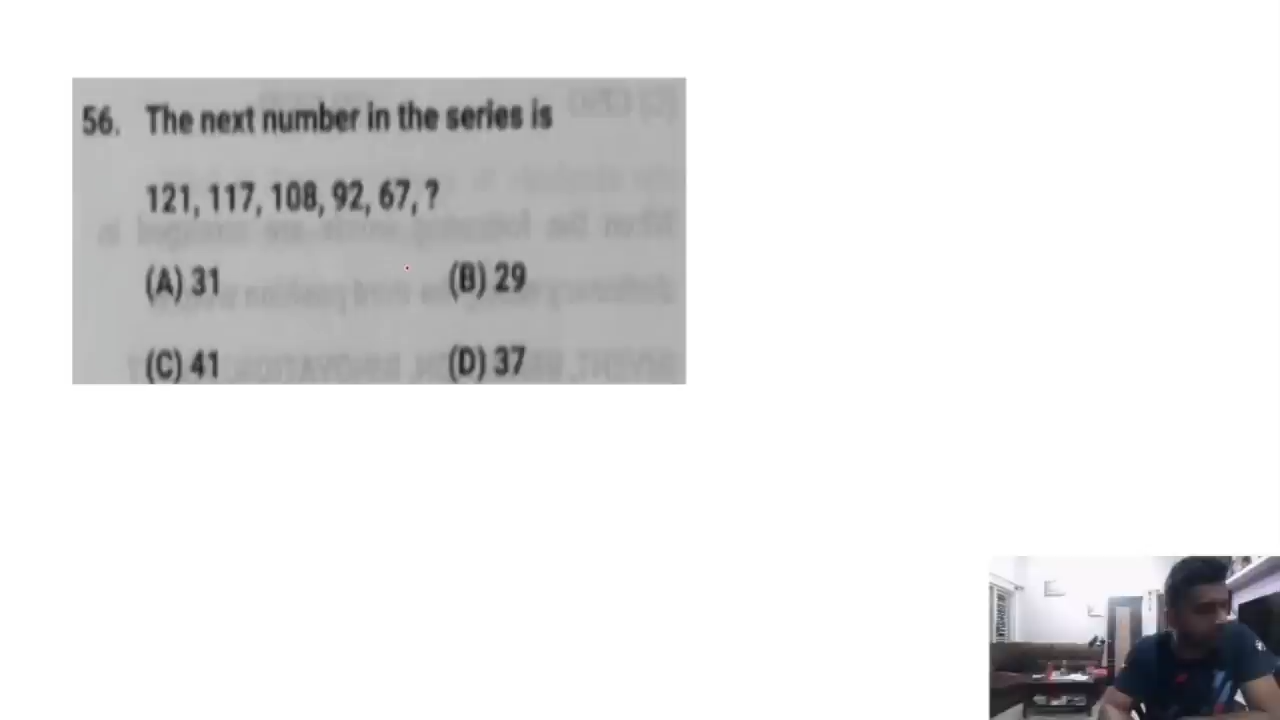 56. The next number in the series is
121, 117, 108, 92, 67, ?
(A) 31 (B) 29
(C) 41 (D) 37